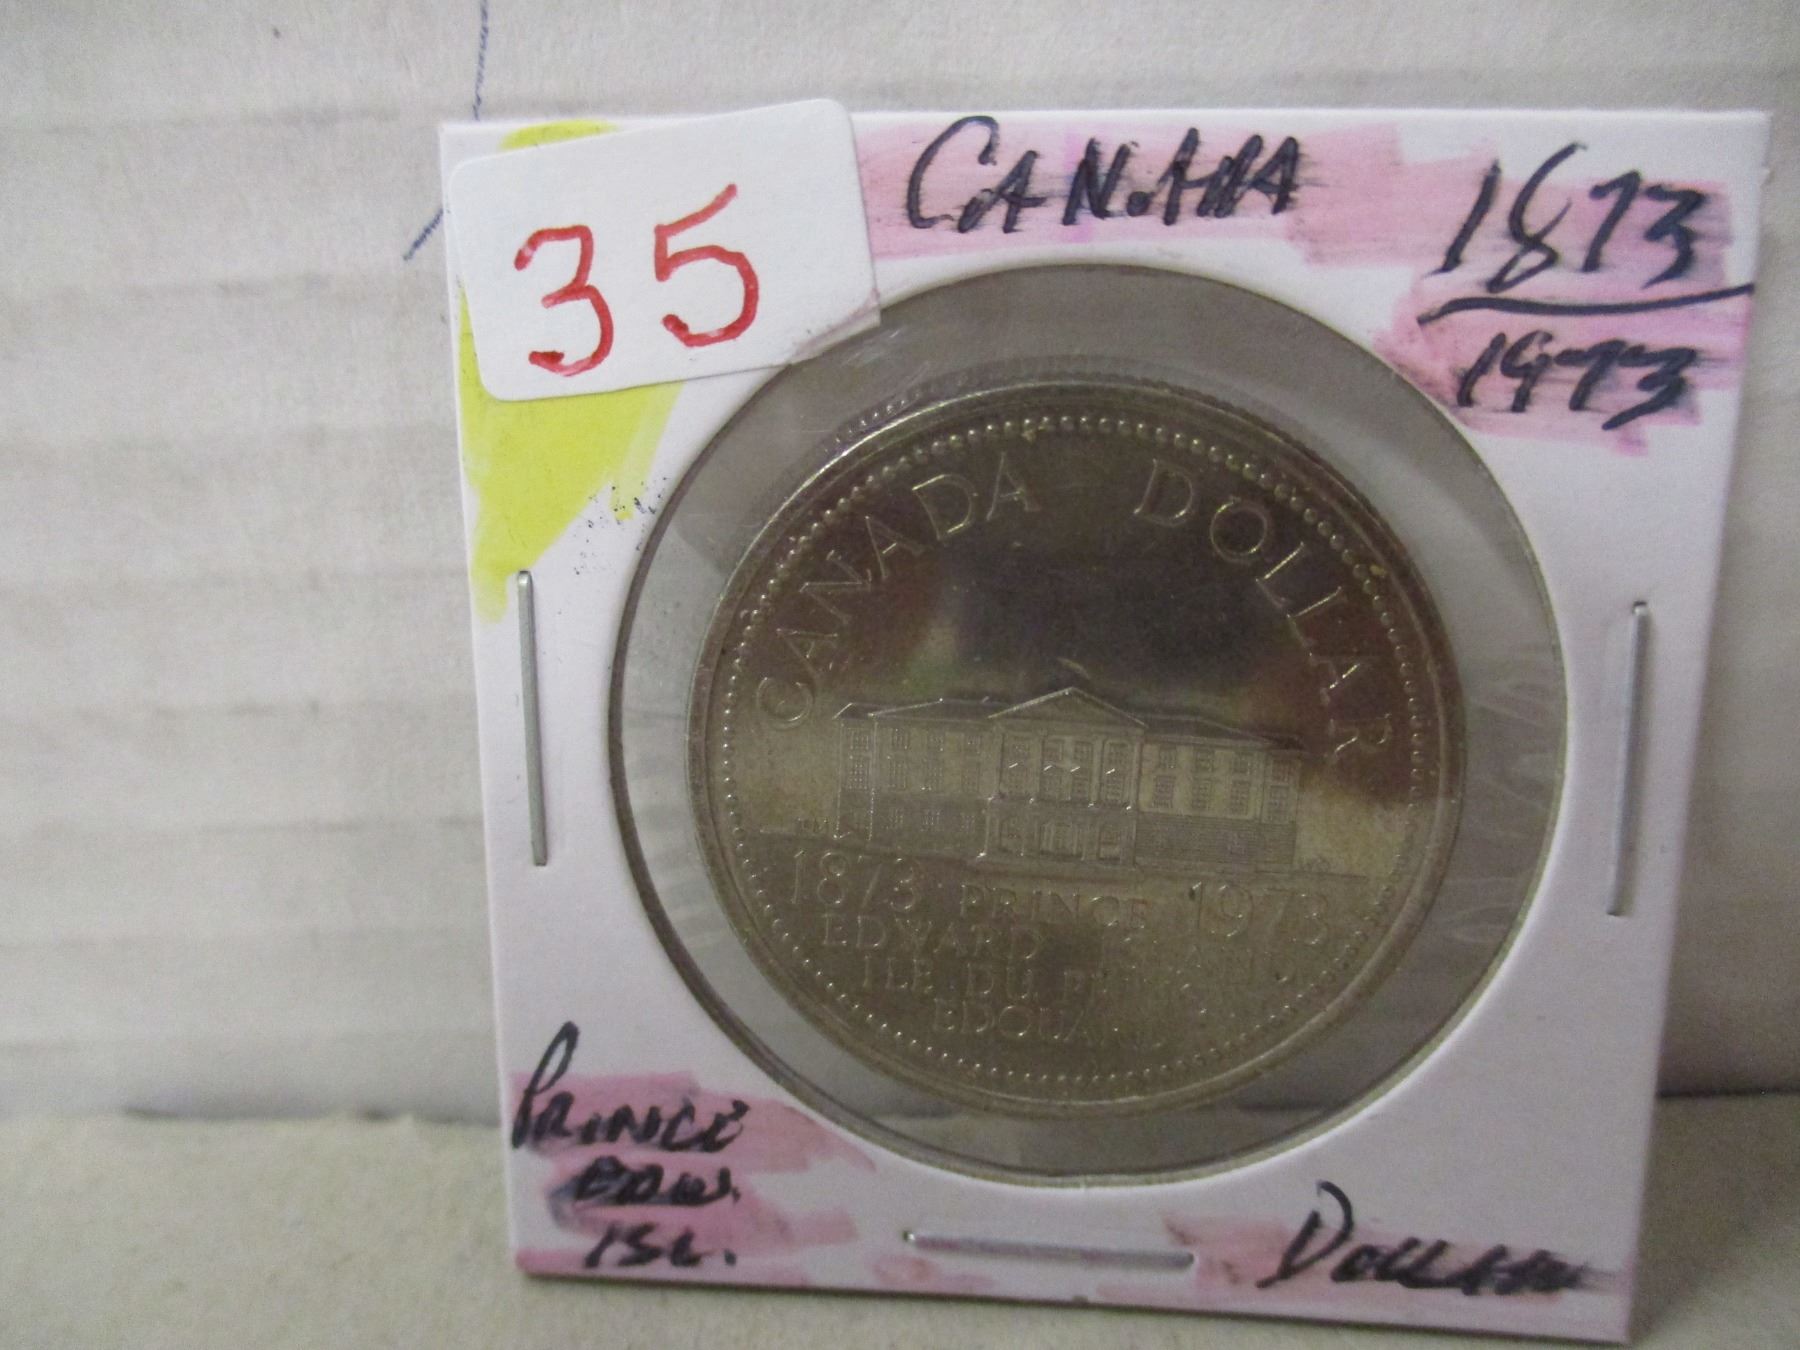 35
CANADA
1873
1973
CANADA DOLLAR
1873 PRINCE 1973
EDWARD
ILE DU
EDOUARD
PRINCE
EDW.
ISL.
DOLLAR